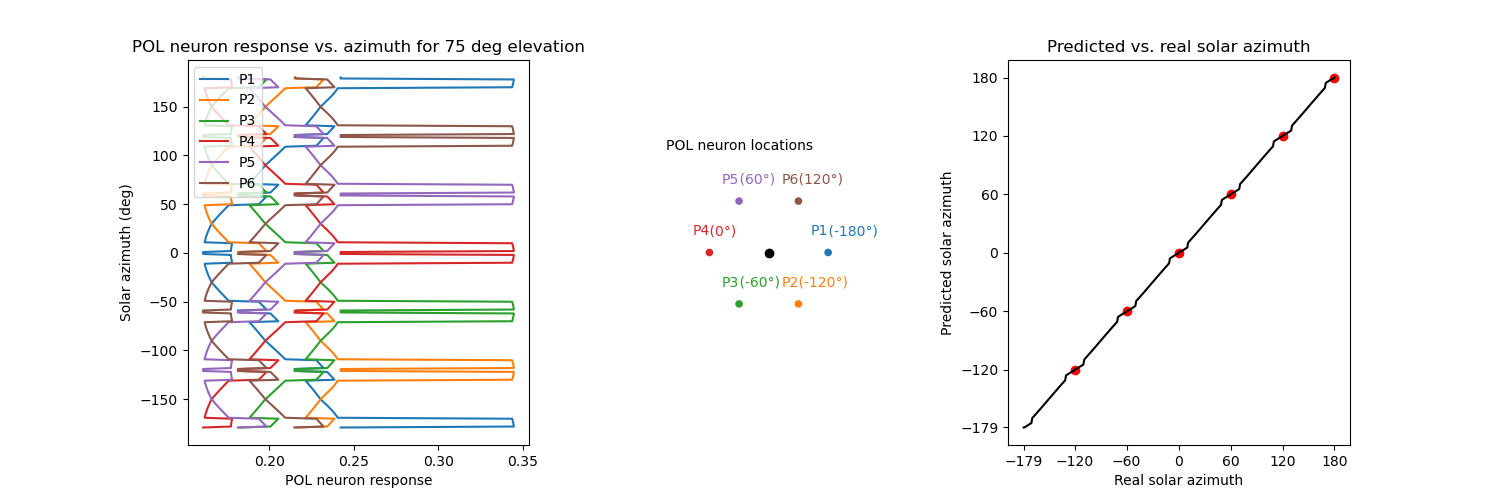 POL neuron response vs. azimuth for 75 deg elevation
Solar azimuth (deg)
150
100
50
0
−50
−100
−150
P1
P2
P3
P4
P5
P6
0.20 0.25 0.30 0.35
POL neuron response
POL neuron locations
P5(60°) P6(120°)
P4(0°) P1(-180°)
P3(-60°) P2(-120°)
Predicted vs. real solar azimuth
Predicted solar azimuth
180
120
60
0
−60
−120
−179
−179 −120 −60 0 60 120 180
Real solar azimuth